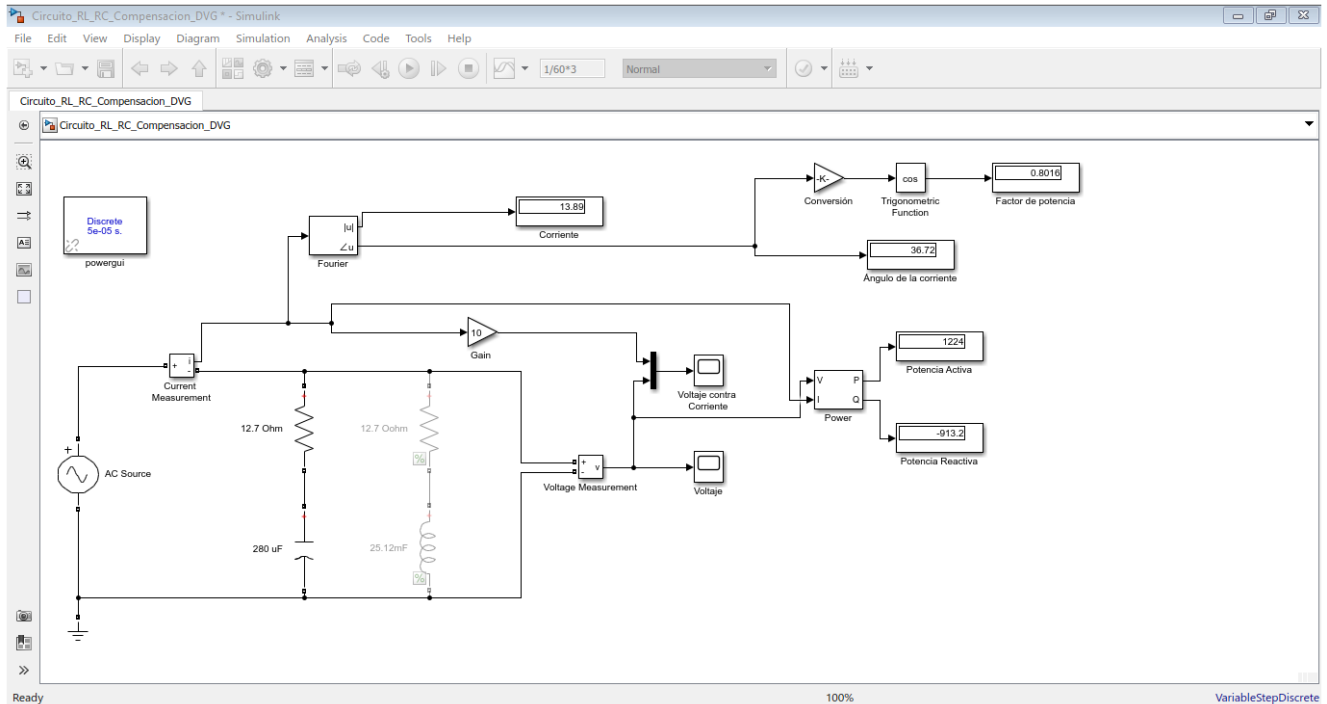 Circuito_RL_RC_Compensacion_DVG * - Simulink
File Edit View Display Diagram Simulation Analysis Code Tools Help
1/60*3 Normal
Circuito_RL_RC_Compensacion_DVG
Circuito_RL_RC_Compensacion_DVG
Discrete
5e-05 s.
powergui
|u|
∠u
Fourier
13.89
Corriente
-K-
Conversión
cos
Trigonometric
Function
0.8016
Factor de potencia
36.72
Ángulo de la corriente
10
Gain
+
-
i
Current
Measurement
12.7 Ohm
12.7 Oohm
%
+
AC Source
280 uF
25.12mF
%
+
-
v
Voltage Measurement
Voltaje contra
Corriente
Voltaje
V
I
P
Q
Power
1224
Potencia Activa
-913.2
Potencia Reactiva
Ready 100% VariableStepDiscrete